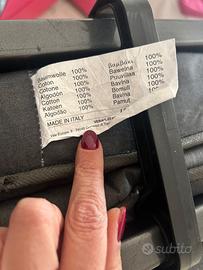 Baumwolle 100%
Coton 100%
Cotone 100%
Algodón 100%
Cotton 100%
Katoen 100%
Algodão 100%
Βαμβάκι 100%
Bawełna 100%
Puuvillaa 100%
Bavlna 100%
Bomull 100%
Bavlna 100%
Pamut 100%
MADE IN ITALY
subito